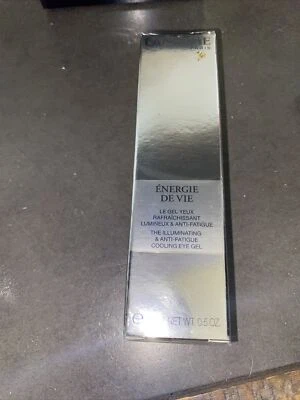 PARIS
ÉNERGIE
DE VIE
LE GEL YEUX
RAFRAÎCHISSANT
LUMINEUX & ANTI-FATIGUE
THE ILLUMINATING
& ANTI-FATIGUE
COOLING EYE GEL
e NET WT. 0.5 OZ